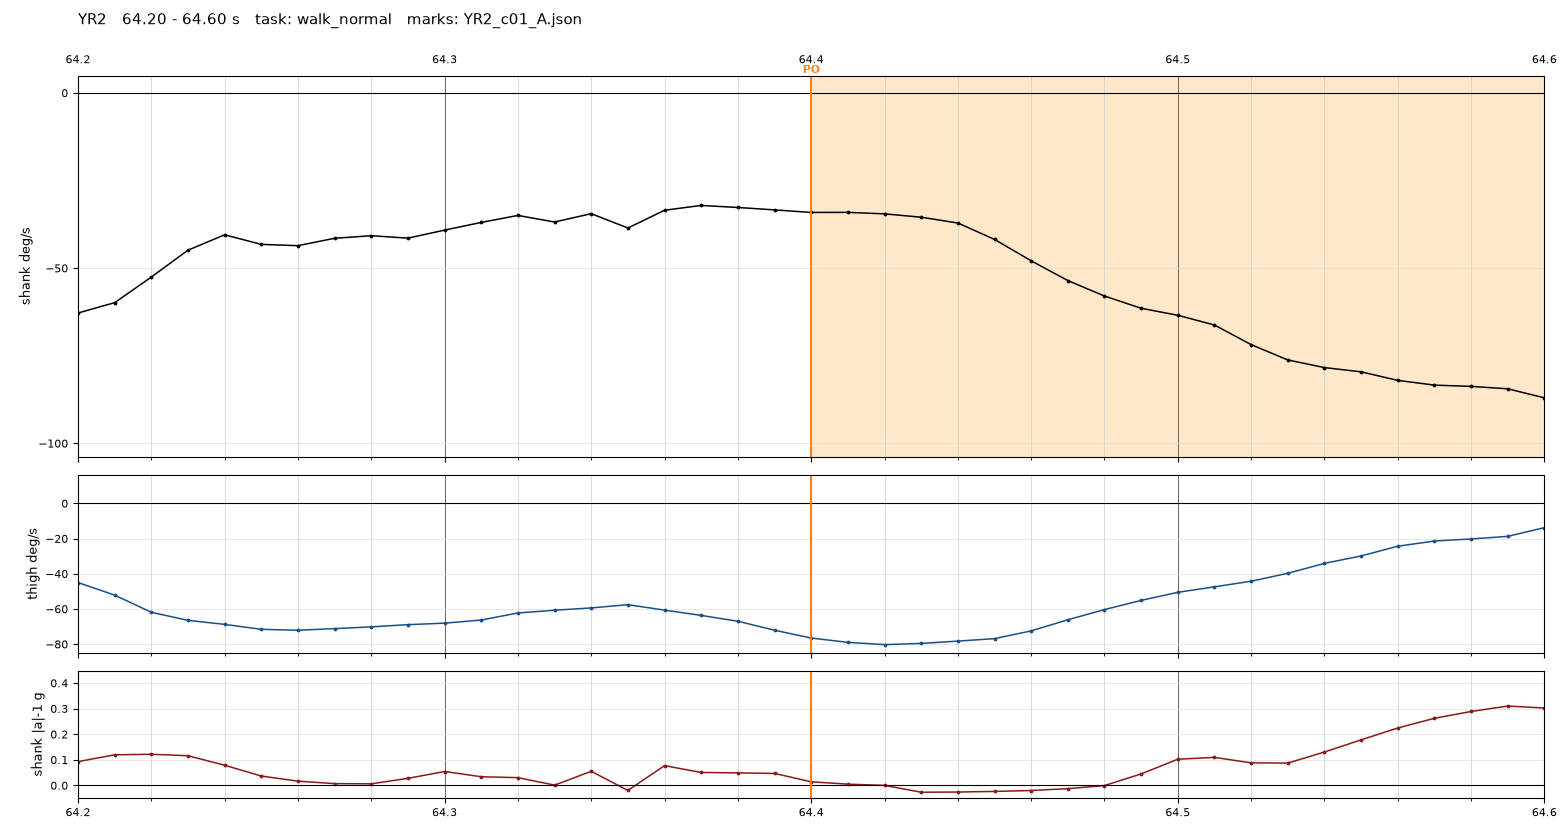 YR2   64.20 - 64.60 s   task: walk_normal   marks: YR2_c01_A.json
64.2 64.3 64.4 64.5 64.6
PO
0
−50
−100
shank deg/s
0
−20
−40
−60
−80
thigh deg/s
0.4
0.3
0.2
0.1
0.0
shank |a|-1 g
64.2 64.3 64.4 64.5 64.6